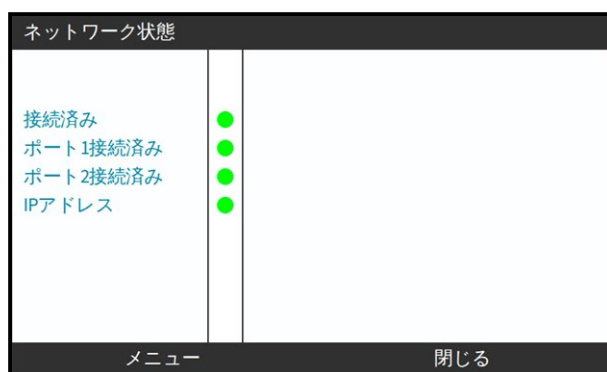 ネットワーク状態
接続済み
ポート1接続済み
ポート2接続済み
IPアドレス
メニュー
閉じる